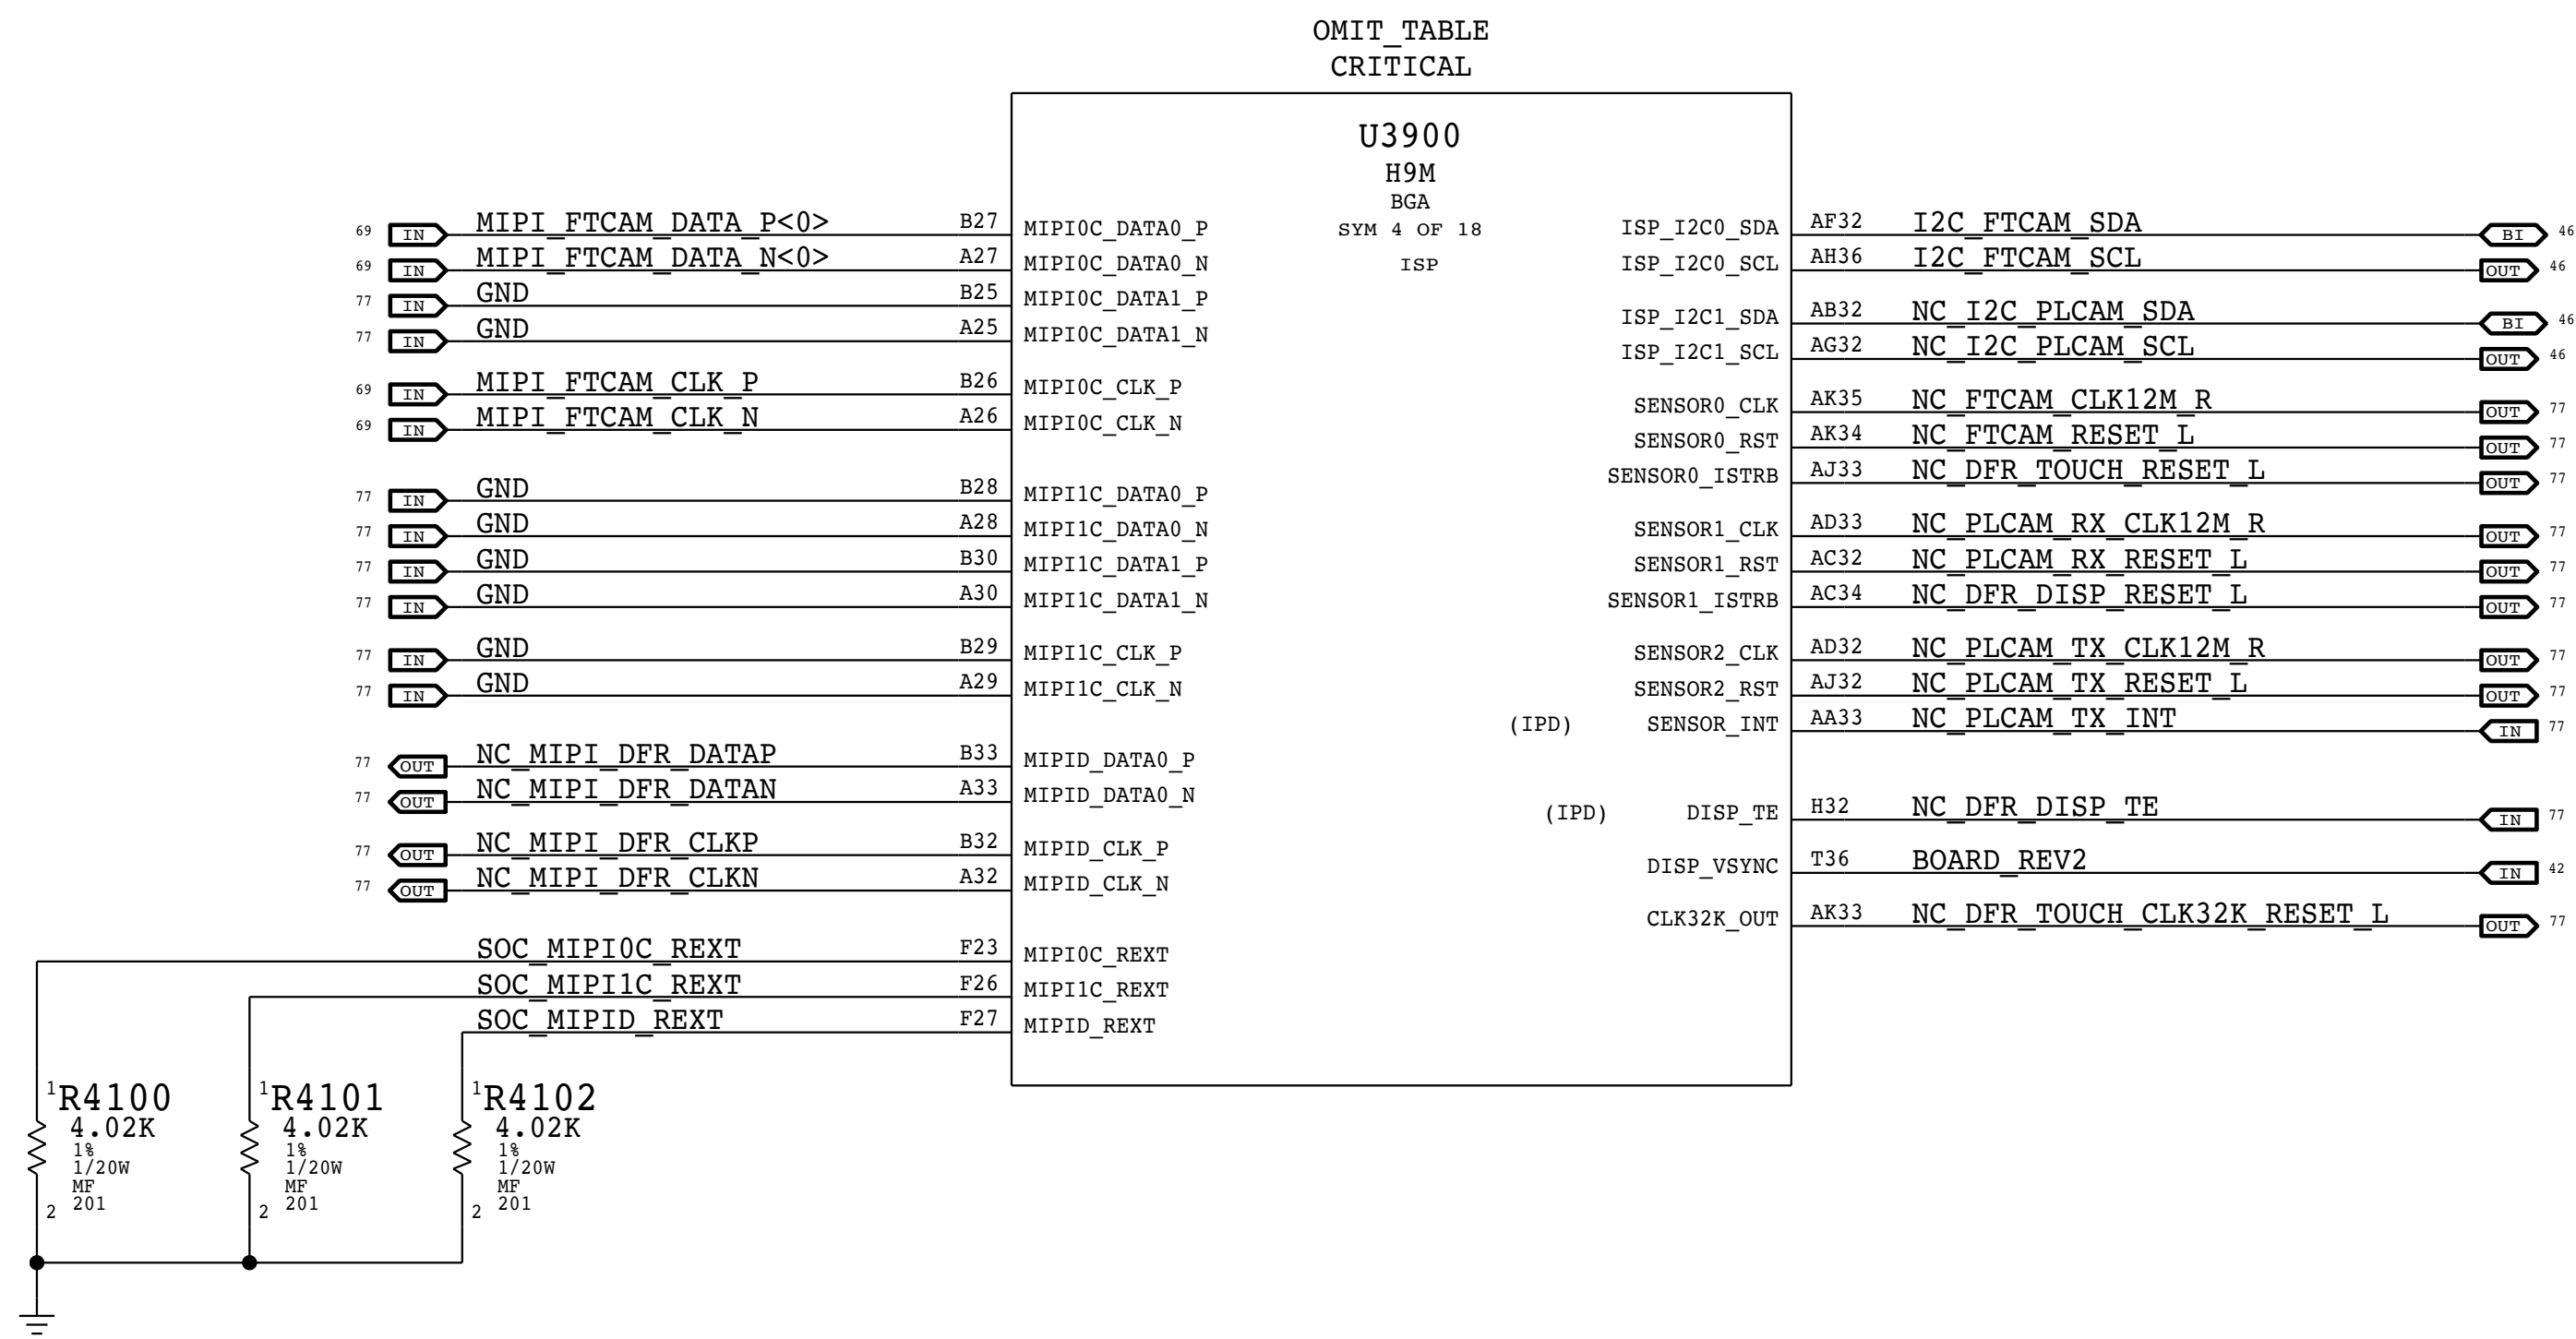 OMIT_TABLE
CRITICAL
U3900
H9M
BGA
SYM 4 OF 18
ISP
69 IN MIPI_FTCAM_DATA_P<0> B27 MIPI0C_DATA0_P
69 IN MIPI_FTCAM_DATA_N<0> A27 MIPI0C_DATA0_N
77 IN GND B25 MIPI0C_DATA1_P
77 IN GND A25 MIPI0C_DATA1_N
69 IN MIPI_FTCAM_CLK_P B26 MIPI0C_CLK_P
69 IN MIPI_FTCAM_CLK_N A26 MIPI0C_CLK_N
77 IN GND B28 MIPI1C_DATA0_P
77 IN GND A28 MIPI1C_DATA0_N
77 IN GND B30 MIPI1C_DATA1_P
77 IN GND A30 MIPI1C_DATA1_N
77 IN GND B29 MIPI1C_CLK_P
77 IN GND A29 MIPI1C_CLK_N
77 OUT NC_MIPI_DFR_DATAP B33 MIPID_DATA0_P
77 OUT NC_MIPI_DFR_DATAN A33 MIPID_DATA0_N
77 OUT NC_MIPI_DFR_CLKP B32 MIPID_CLK_P
77 OUT NC_MIPI_DFR_CLKN A32 MIPID_CLK_N
SOC_MIPI0C_REXT F23 MIPI0C_REXT
SOC_MIPI1C_REXT F26 MIPI1C_REXT
SOC_MIPID_REXT F27 MIPID_REXT
ISP_I2C0_SDA AF32 I2C_FTCAM_SDA BI 46
ISP_I2C0_SCL AH36 I2C_FTCAM_SCL OUT 46
ISP_I2C1_SDA AB32 NC_I2C_PLCAM_SDA BI 46
ISP_I2C1_SCL AG32 NC_I2C_PLCAM_SCL OUT 46
SENSOR0_CLK AK35 NC_FTCAM_CLK12M_R OUT 77
SENSOR0_RST AK34 NC_FTCAM_RESET_L OUT 77
SENSOR0_ISTRB AJ33 NC_DFR_TOUCH_RESET_L OUT 77
SENSOR1_CLK AD33 NC_PLCAM_RX_CLK12M_R OUT 77
SENSOR1_RST AC32 NC_PLCAM_RX_RESET_L OUT 77
SENSOR1_ISTRB AC34 NC_DFR_DISP_RESET_L OUT 77
SENSOR2_CLK AD32 NC_PLCAM_TX_CLK12M_R OUT 77
SENSOR2_RST AJ32 NC_PLCAM_TX_RESET_L OUT 77
(IPD) SENSOR_INT AA33 NC_PLCAM_TX_INT IN 77
(IPD) DISP_TE H32 NC_DFR_DISP_TE IN 77
DISP_VSYNC T36 BOARD_REV2 IN 42
CLK32K_OUT AK33 NC_DFR_TOUCH_CLK32K_RESET_L OUT 77
1 R4100
4.02K
1%
1/20W
MF
201
2
1 R4101
4.02K
1%
1/20W
MF
201
2
1 R4102
4.02K
1%
1/20W
MF
201
2